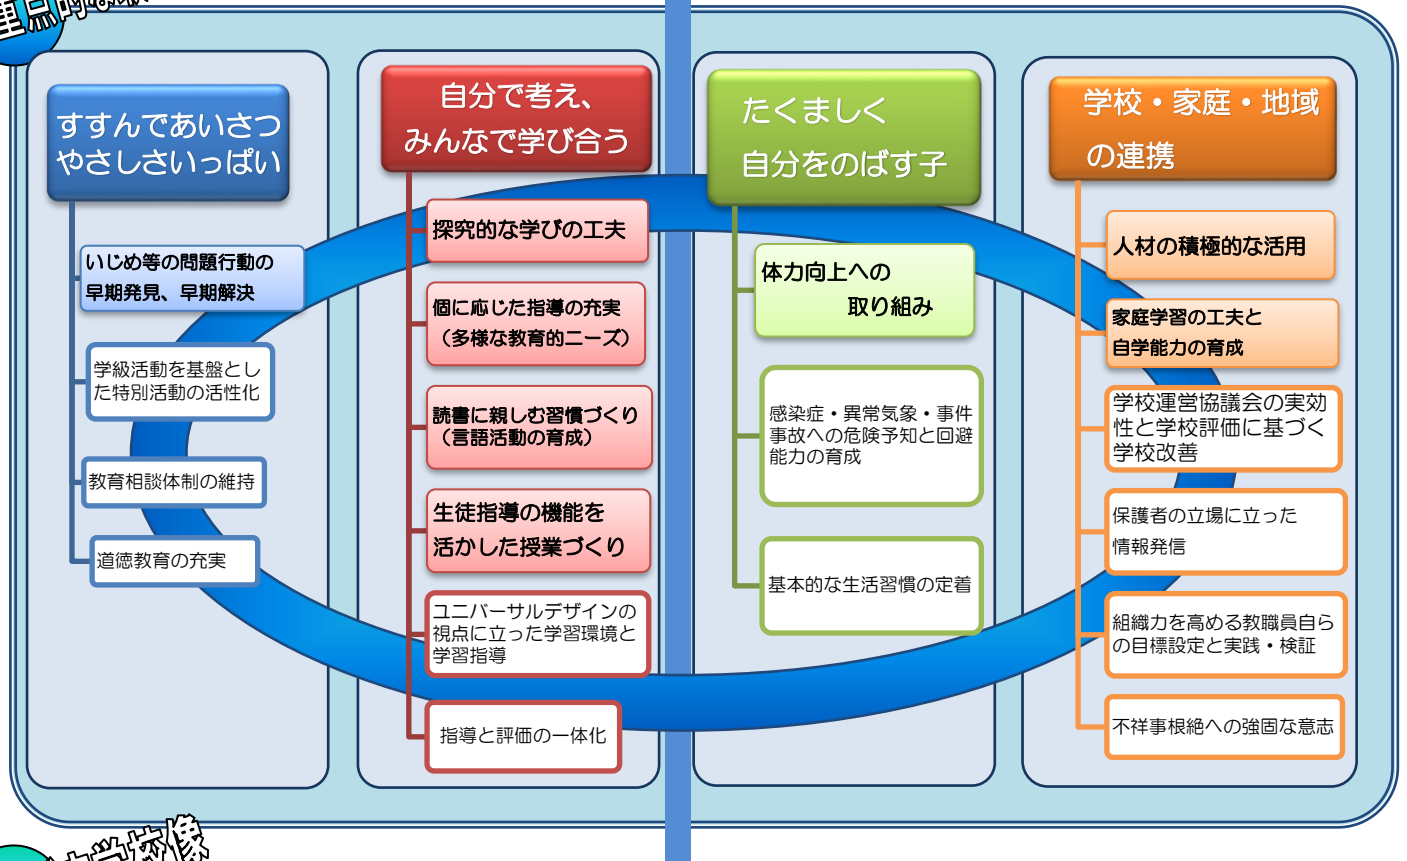 重点的な
すすんであいさつ
やさしさいっぱい
いじめ等の問題行動の
早期発見、早期解決
学級活動を基盤とし
た特別活動の活性化
教育相談体制の維持
道徳教育の充実
自分で考え、
みんなで学び合う
探究的な学びの工夫
個に応じた指導の充実
（多様な教育的ニーズ）
読書に親しむ習慣づくり
（言語活動の育成）
生徒指導の機能を
活かした授業づくり
ユニバーサルデザインの
視点に立った学習環境と
学習指導
指導と評価の一体化
たくましく
自分をのばす子
体力向上への
取り組み
感染症・異常気象・事件
事故への危険予知と回避
能力の育成
基本的な生活習慣の定着
学校・家庭・地域
の連携
人材の積極的な活用
家庭学習の工夫と
自学能力の育成
学校運営協議会の実効
性と学校評価に基づく
学校改善
保護者の立場に立った
情報発信
組織力を高める教職員自ら
の目標設定と実践・検証
不祥事根絶への強固な意志
学校像